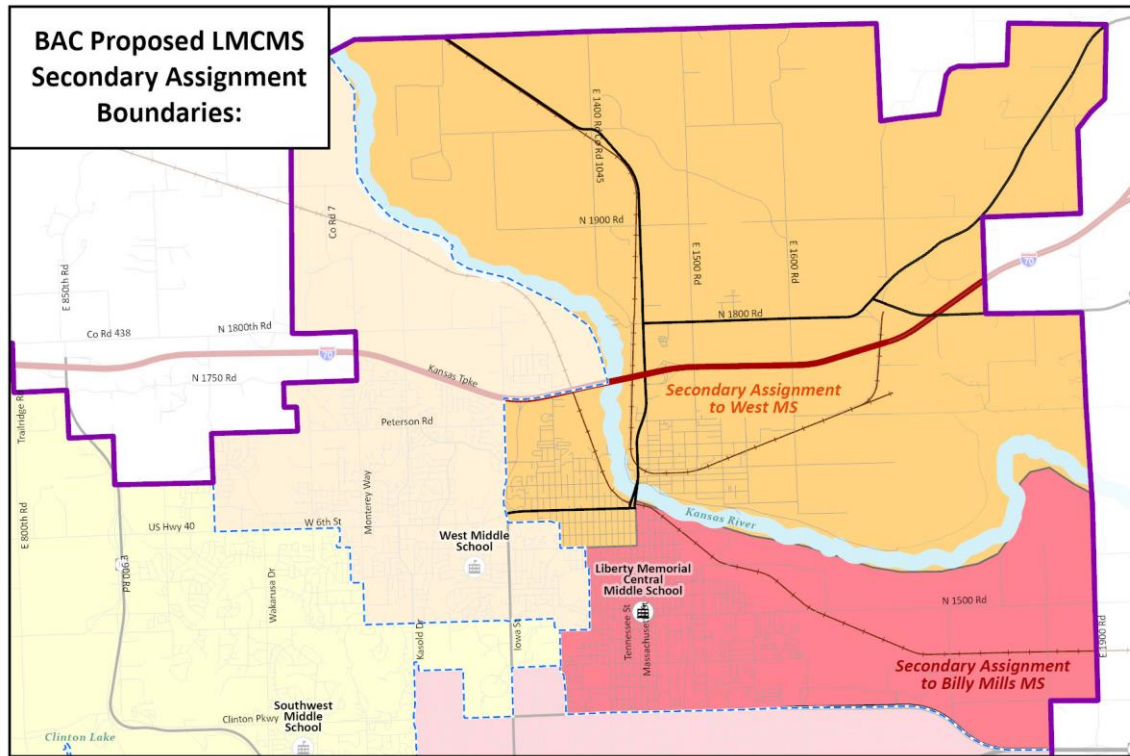 BAC Proposed LMCMS
Secondary Assignment
Boundaries:
E 1400 Rd Co Rd 1045
N 1900 Rd
Co Rd 7
E 1500 Rd
E 1600 Rd
E 850th Rd
70
Co Rd 438
N 1800th Rd
N 1800 Rd
70
N 1750 Rd
Kansas Tpke
Secondary Assignment
to West MS
Trailridge R
Peterson Rd
Monterey Way
E 800th Rd
US Hwy 40
W 6th St
Kansas River
E 900 Rd
West Middle
School
Wakarusa Dr
Liberty Memorial
Central
Middle School
N 1500 Rd
Kasold Dr
Iowa St
Tennessee St
E 1900 Rd
Secondary Assignment
to Billy Mills MS
Southwest
Middle
School
Clinton Pkwy
Clinton Lake